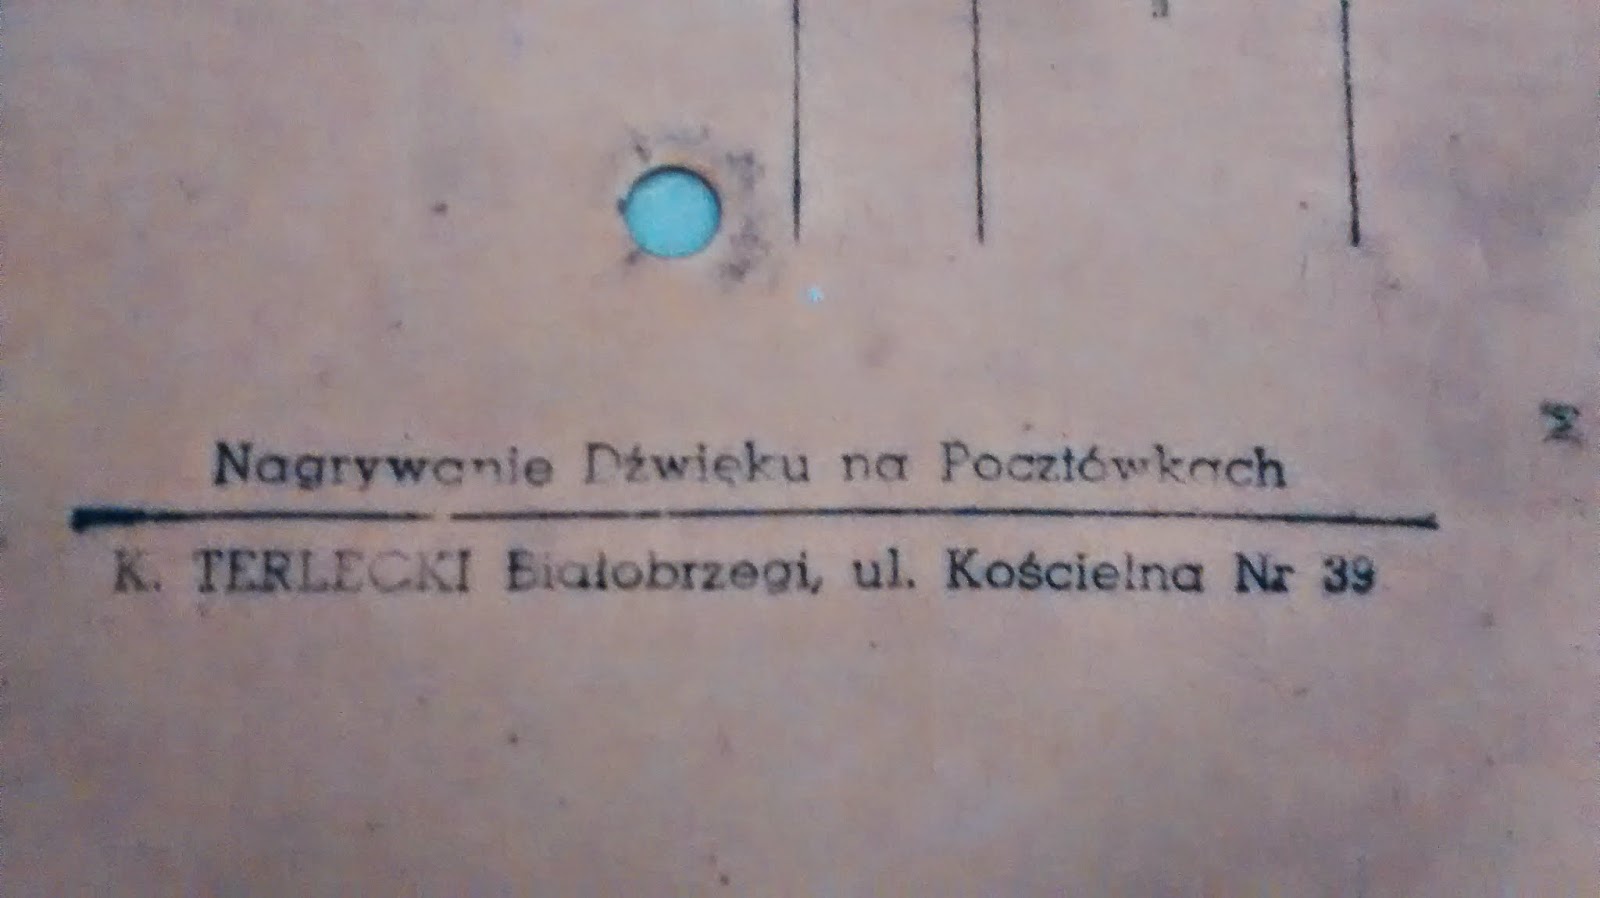 Nagrywanie Dźwięku na Pocztówkach
K. TERLECKI Białobrzegi, ul. Kościelna Nr 39